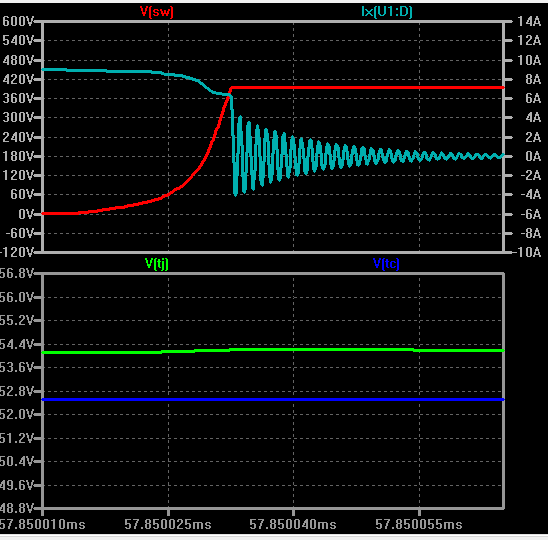 V(sw) Ix(U1:D)
600V 14A
540V 12A
480V 10A
420V 8A
360V 6A
300V 4A
240V 2A
180V 0A
120V -2A
60V -4A
0V -6A
-60V -8A
-120V -10A
V(tj) V(tc)
56.8V
56.0V
55.2V
54.4V
53.6V
52.8V
52.0V
51.2V
50.4V
49.6V
48.8V
57.850010ms 57.850025ms 57.850040ms 57.850055ms